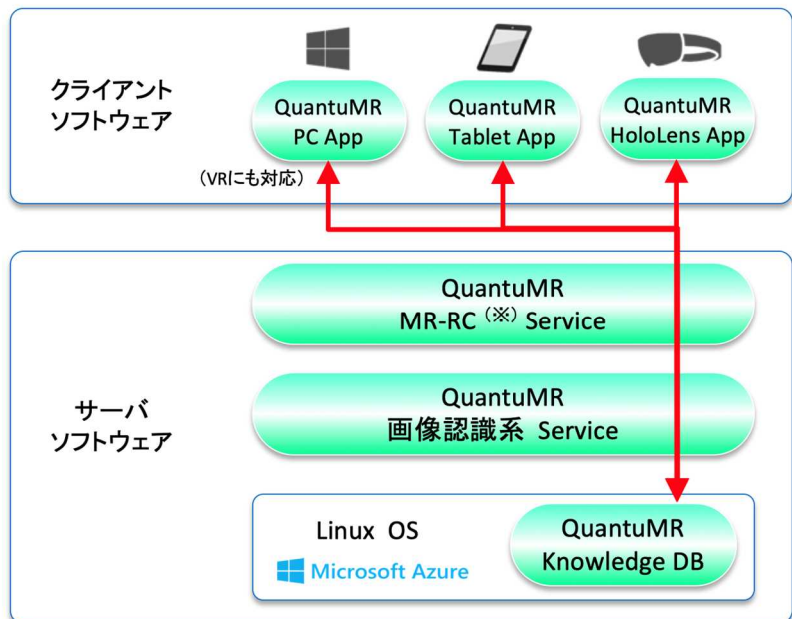 クライアント
ソフトウェア
QuantuMR
PC App
QuantuMR
Tablet App
QuantuMR
HoloLens App
（VRにも対応）
QuantuMR
MR-RC（※）Service
QuantuMR
画像認識系 Service
サーバ
ソフトウェア
Linux OS
Microsoft Azure
QuantuMR
Knowledge DB